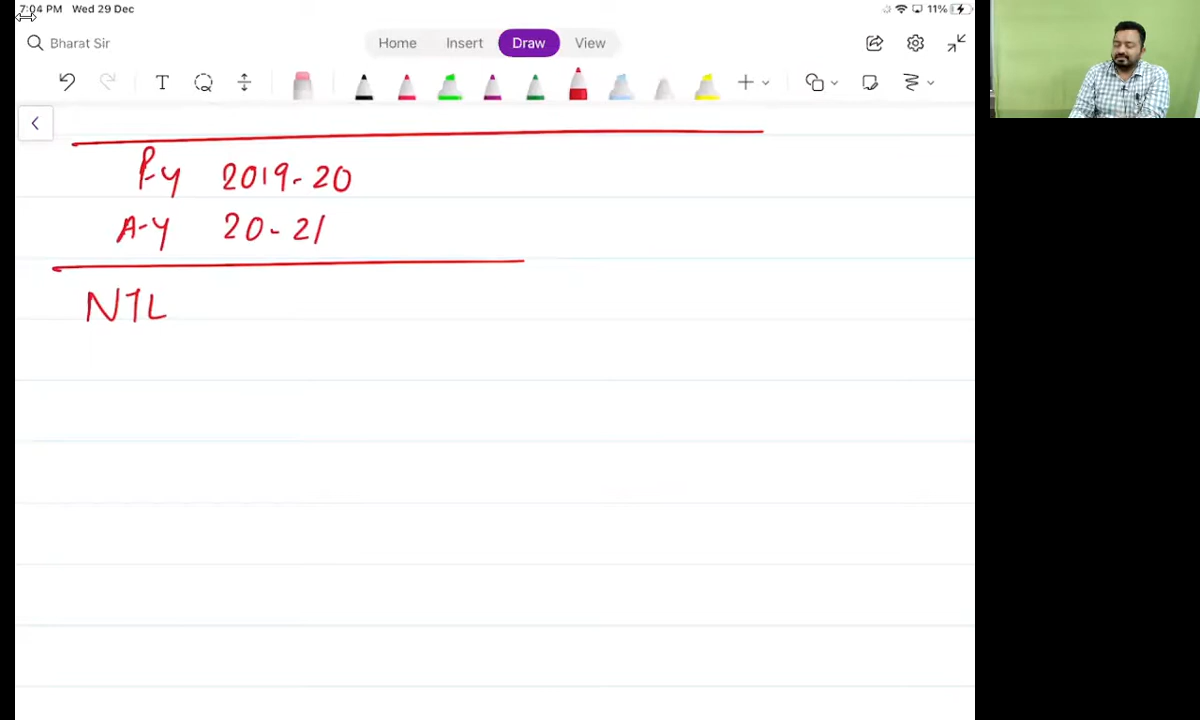 7:04 PM Wed 29 Dec
11%
Bharat Sir
Home Insert Draw View
T
P-y 2019-20
A-y 20-21
NTL